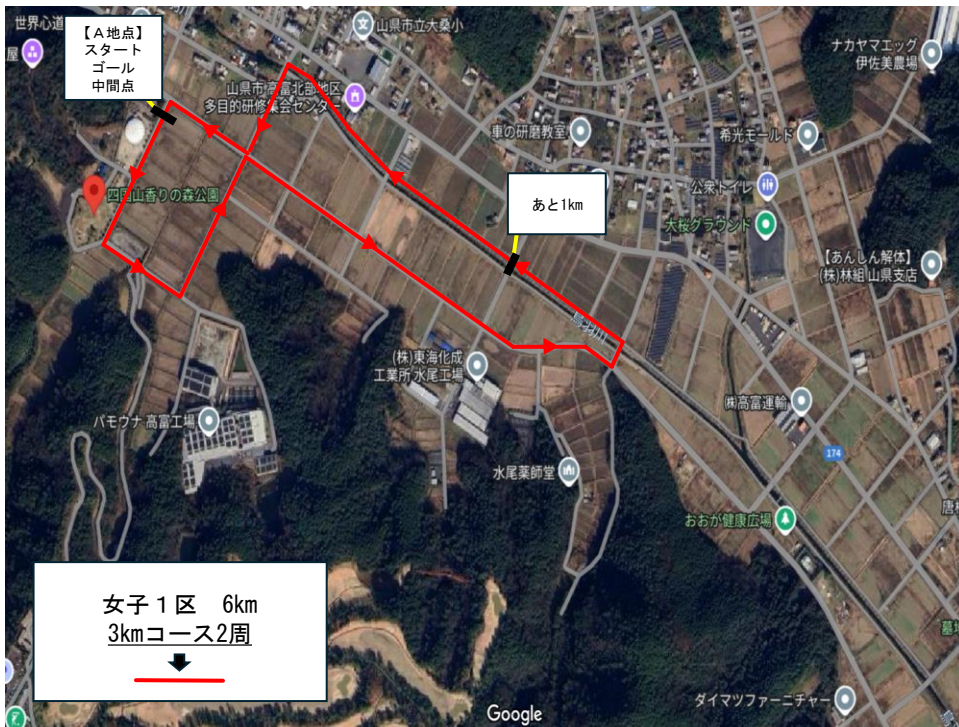 世界心道
屋
【A地点】
スタート
ゴール
中間点
山県市立大桑小
山県市高富北部地区
多目的研修集会センター
車の研磨教室
ナカヤマエッグ
伊佐美農場
希光モールド
公衆トイレ
大桜グラウンド
四国山香りの森公園
あと1km
【あんしん解体】
(株)林組 山県支店
鳥羽川
(株)東海化成
工業所 水尾工場
㈱高富運輸
パモウナ 高富工場
水尾薬師堂
174
おおが健康広場
女子1区 6km
3kmコース2周
ダイマツファーニチャー
Google